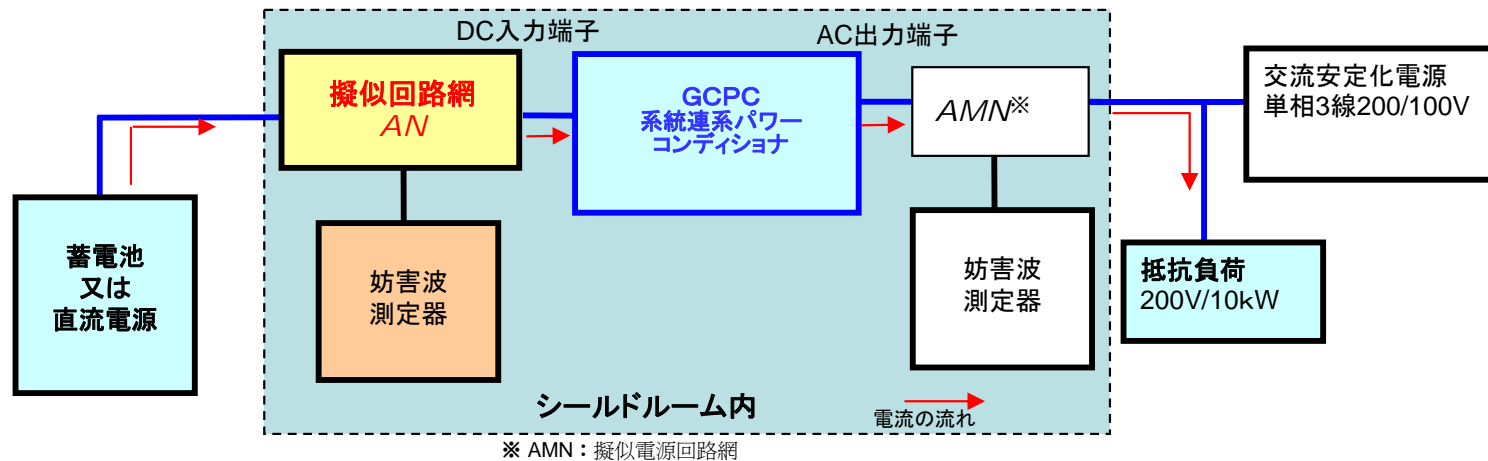 DC入力端子
AC出力端子
擬似回路網
AN
GCPC
系統連系パワー
コンディショナ
AMN※
交流安定化電源
単相3線200/100V
蓄電池
又は
直流電源
妨害波
測定器
妨害波
測定器
抵抗負荷
200V/10kW
シールドルーム内
電流の流れ
※ AMN：擬似電源回路網